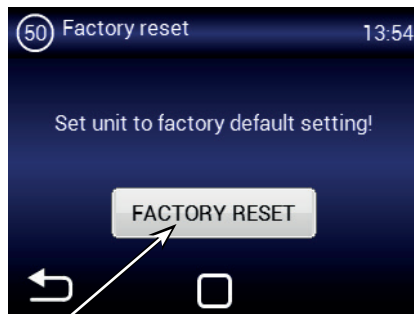 50 Factory reset 13:54
Set unit to factory default setting!
FACTORY RESET